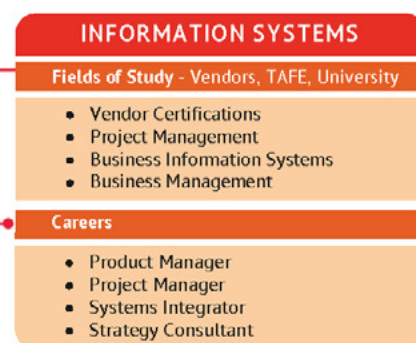 INFORMATION SYSTEMS
Fields of Study - Vendors, TAFE, University
• Vendor Certifications
• Project Management
• Business Information Systems
• Business Management
Careers
• Product Manager
• Project Manager
• Systems Integrator
• Strategy Consultant